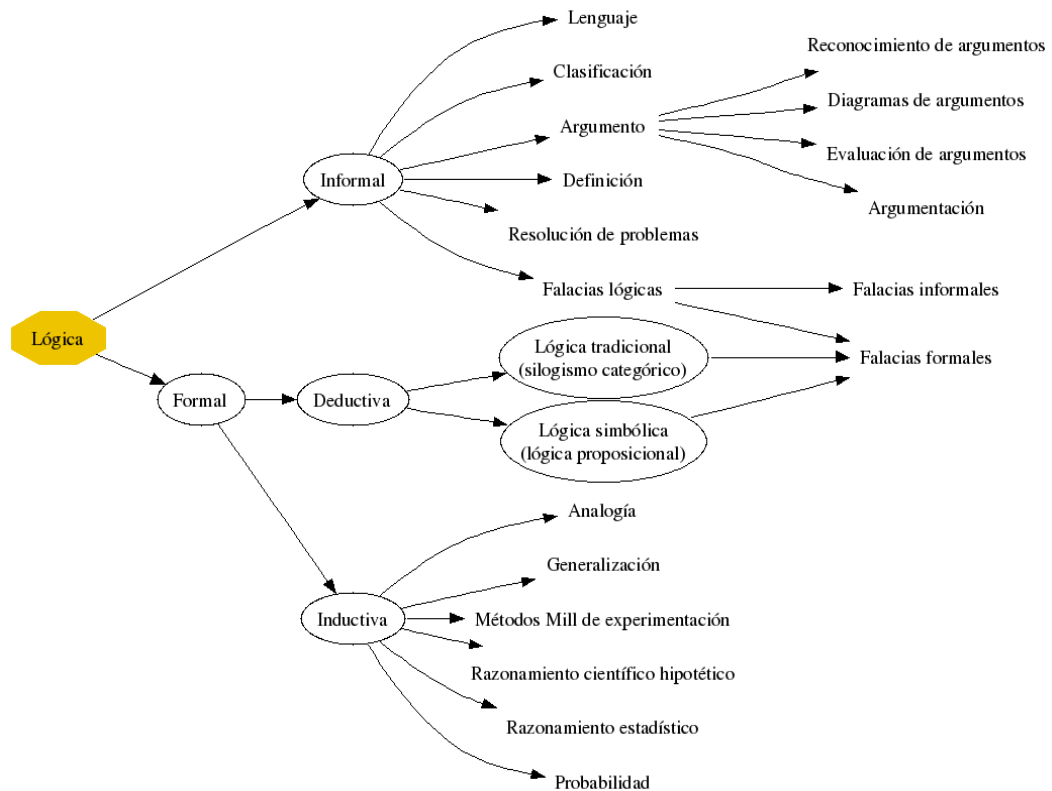 Lenguaje
Reconocimiento de argumentos
Clasificación
Diagramas de argumentos
Argumento
Evaluación de argumentos
Informal
Definición
Argumentación
Resolución de problemas
Falacias lógicas
Falacias informales
Lógica
Lógica tradicional
(silogismo categórico)
Falacias formales
Formal
Deductiva
Lógica simbólica
(lógica proposicional)
Analogía
Generalización
Inductiva
Métodos Mill de experimentación
Razonamiento científico hipotético
Razonamiento estadístico
Probabilidad